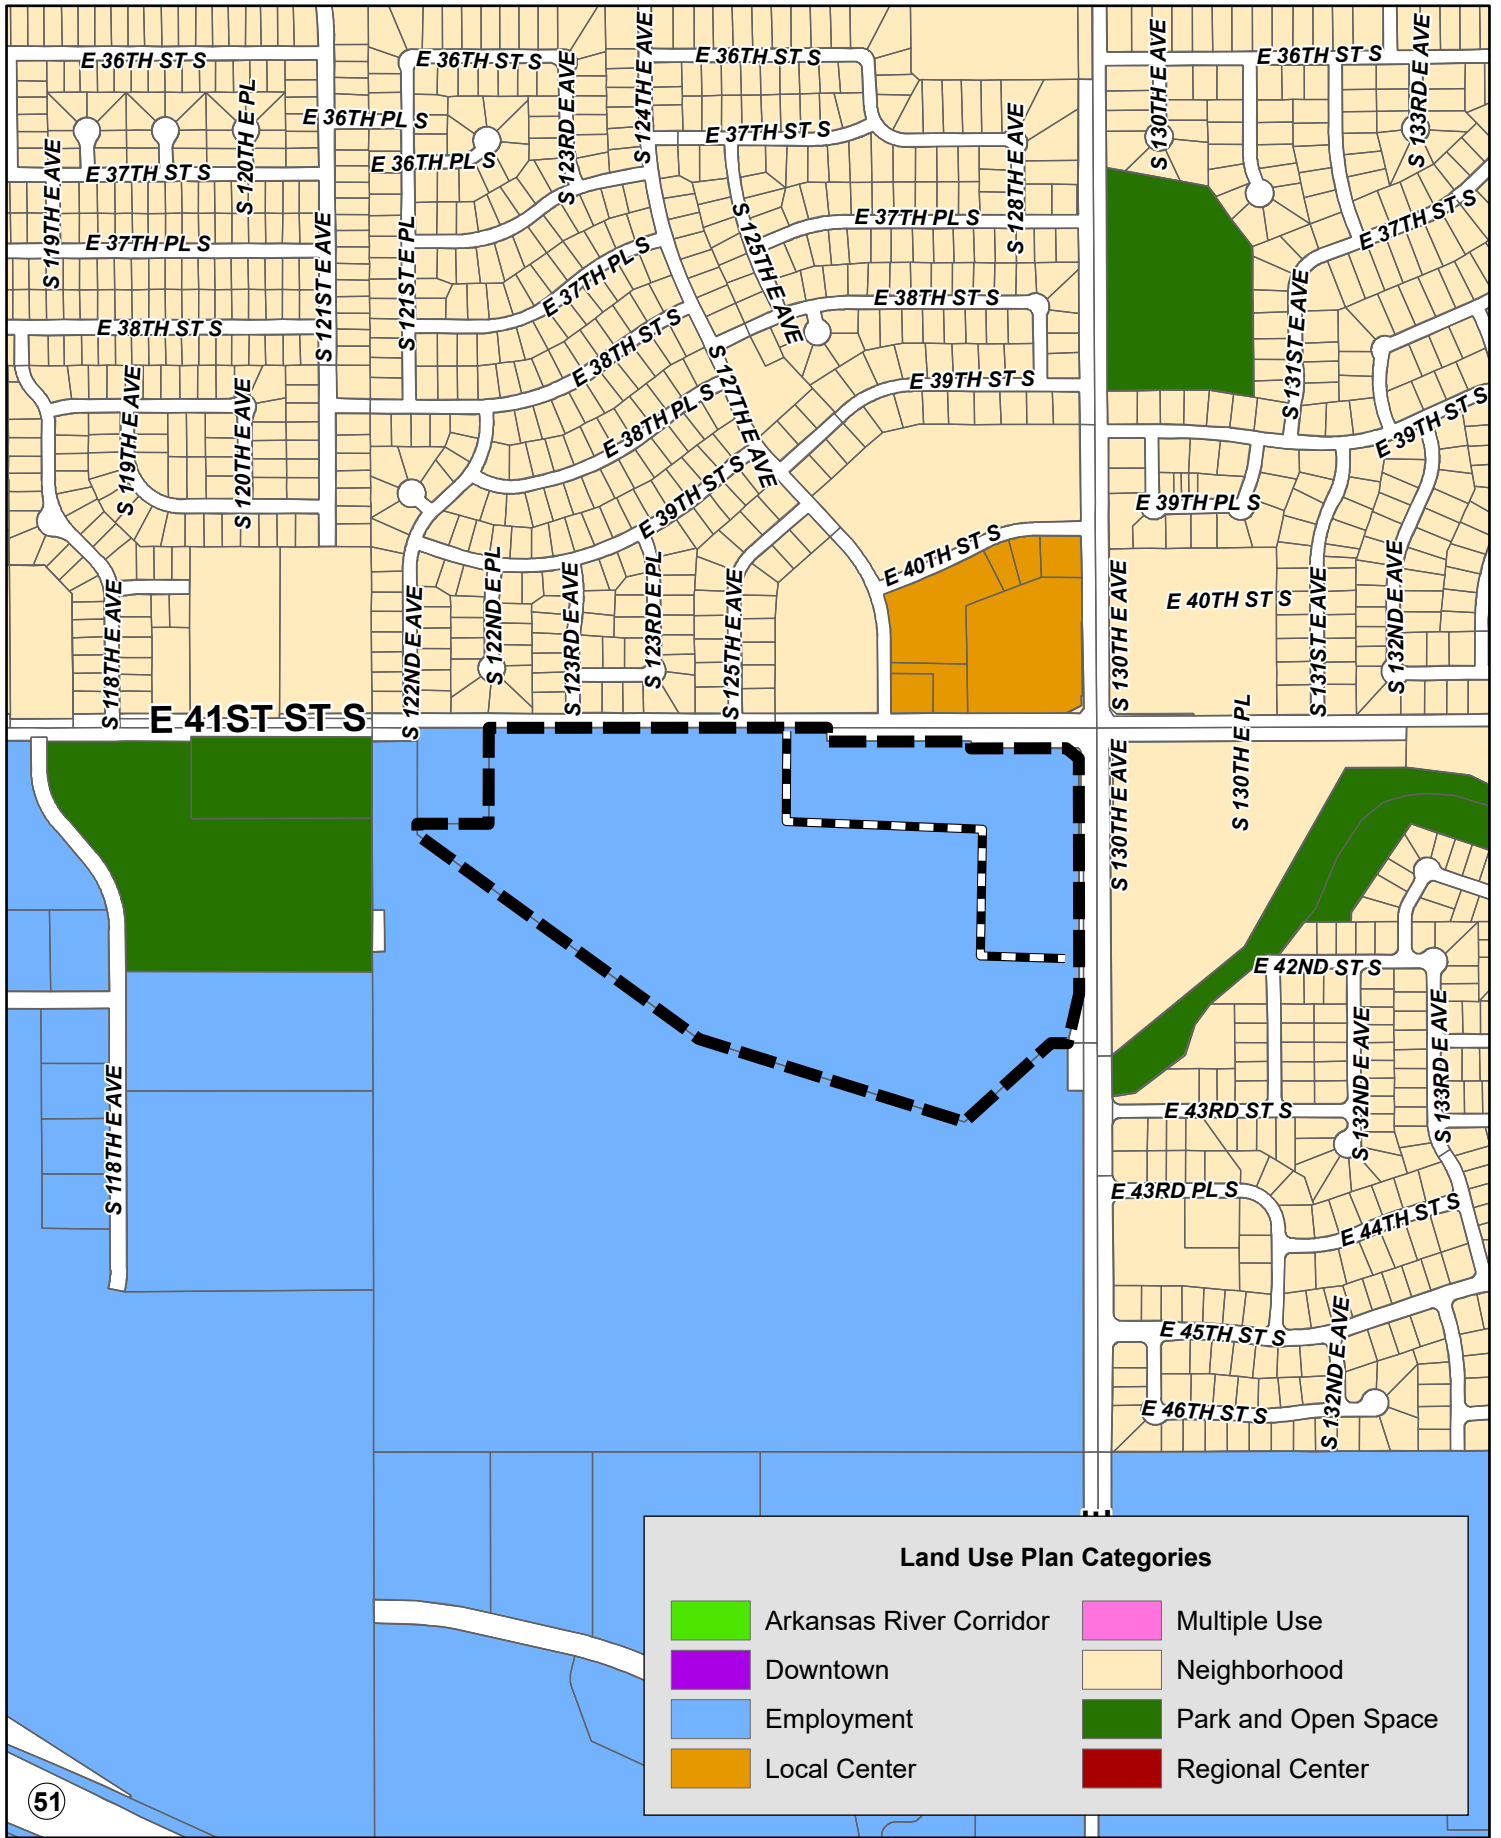 E 36TH ST S
E 36TH ST S
E 36TH ST S
E 36TH ST S
S 124TH E AVE
S 123RD E AVE
S 130TH E AVE
S 133RD E AVE
S 120TH E PL
E 36TH PL S
E 36TH PL S
E 37TH ST S
E 37TH ST S
S 119TH E AVE
S 128TH E AVE
E 37TH ST S
E 37TH PL S
E 37TH PL S
E 37TH PL S
S 121ST E AVE
S 121ST E PL
S 125TH E AVE
E 38TH ST S
E 38TH ST S
E 38TH ST S
S 131ST E AVE
S 119TH E AVE
S 120TH E AVE
E 38TH PL S
S 127TH E AVE
E 39TH ST S
E 39TH ST S
E 39TH ST S
E 39TH PL S
E 40TH ST S
E 40TH ST S
S 118TH E AVE
S 122ND E AVE
S 122ND E PL
S 123RD E AVE
S 123RD E PL
S 125TH E AVE
S 130TH E AVE
S 131ST E AVE
S 132ND E AVE
E 41ST ST S
S 130TH E AVE
S 130TH E PL
E 42ND ST S
S 132ND E AVE
S 133RD E AVE
S 118TH E AVE
E 43RD ST S
E 43RD PL S
E 44TH ST S
E 45TH ST S
S 132ND E AVE
E 46TH ST S
Land Use Plan Categories
Arkansas River Corridor
Downtown
Employment
Local Center
Multiple Use
Neighborhood
Park and Open Space
Regional Center
51